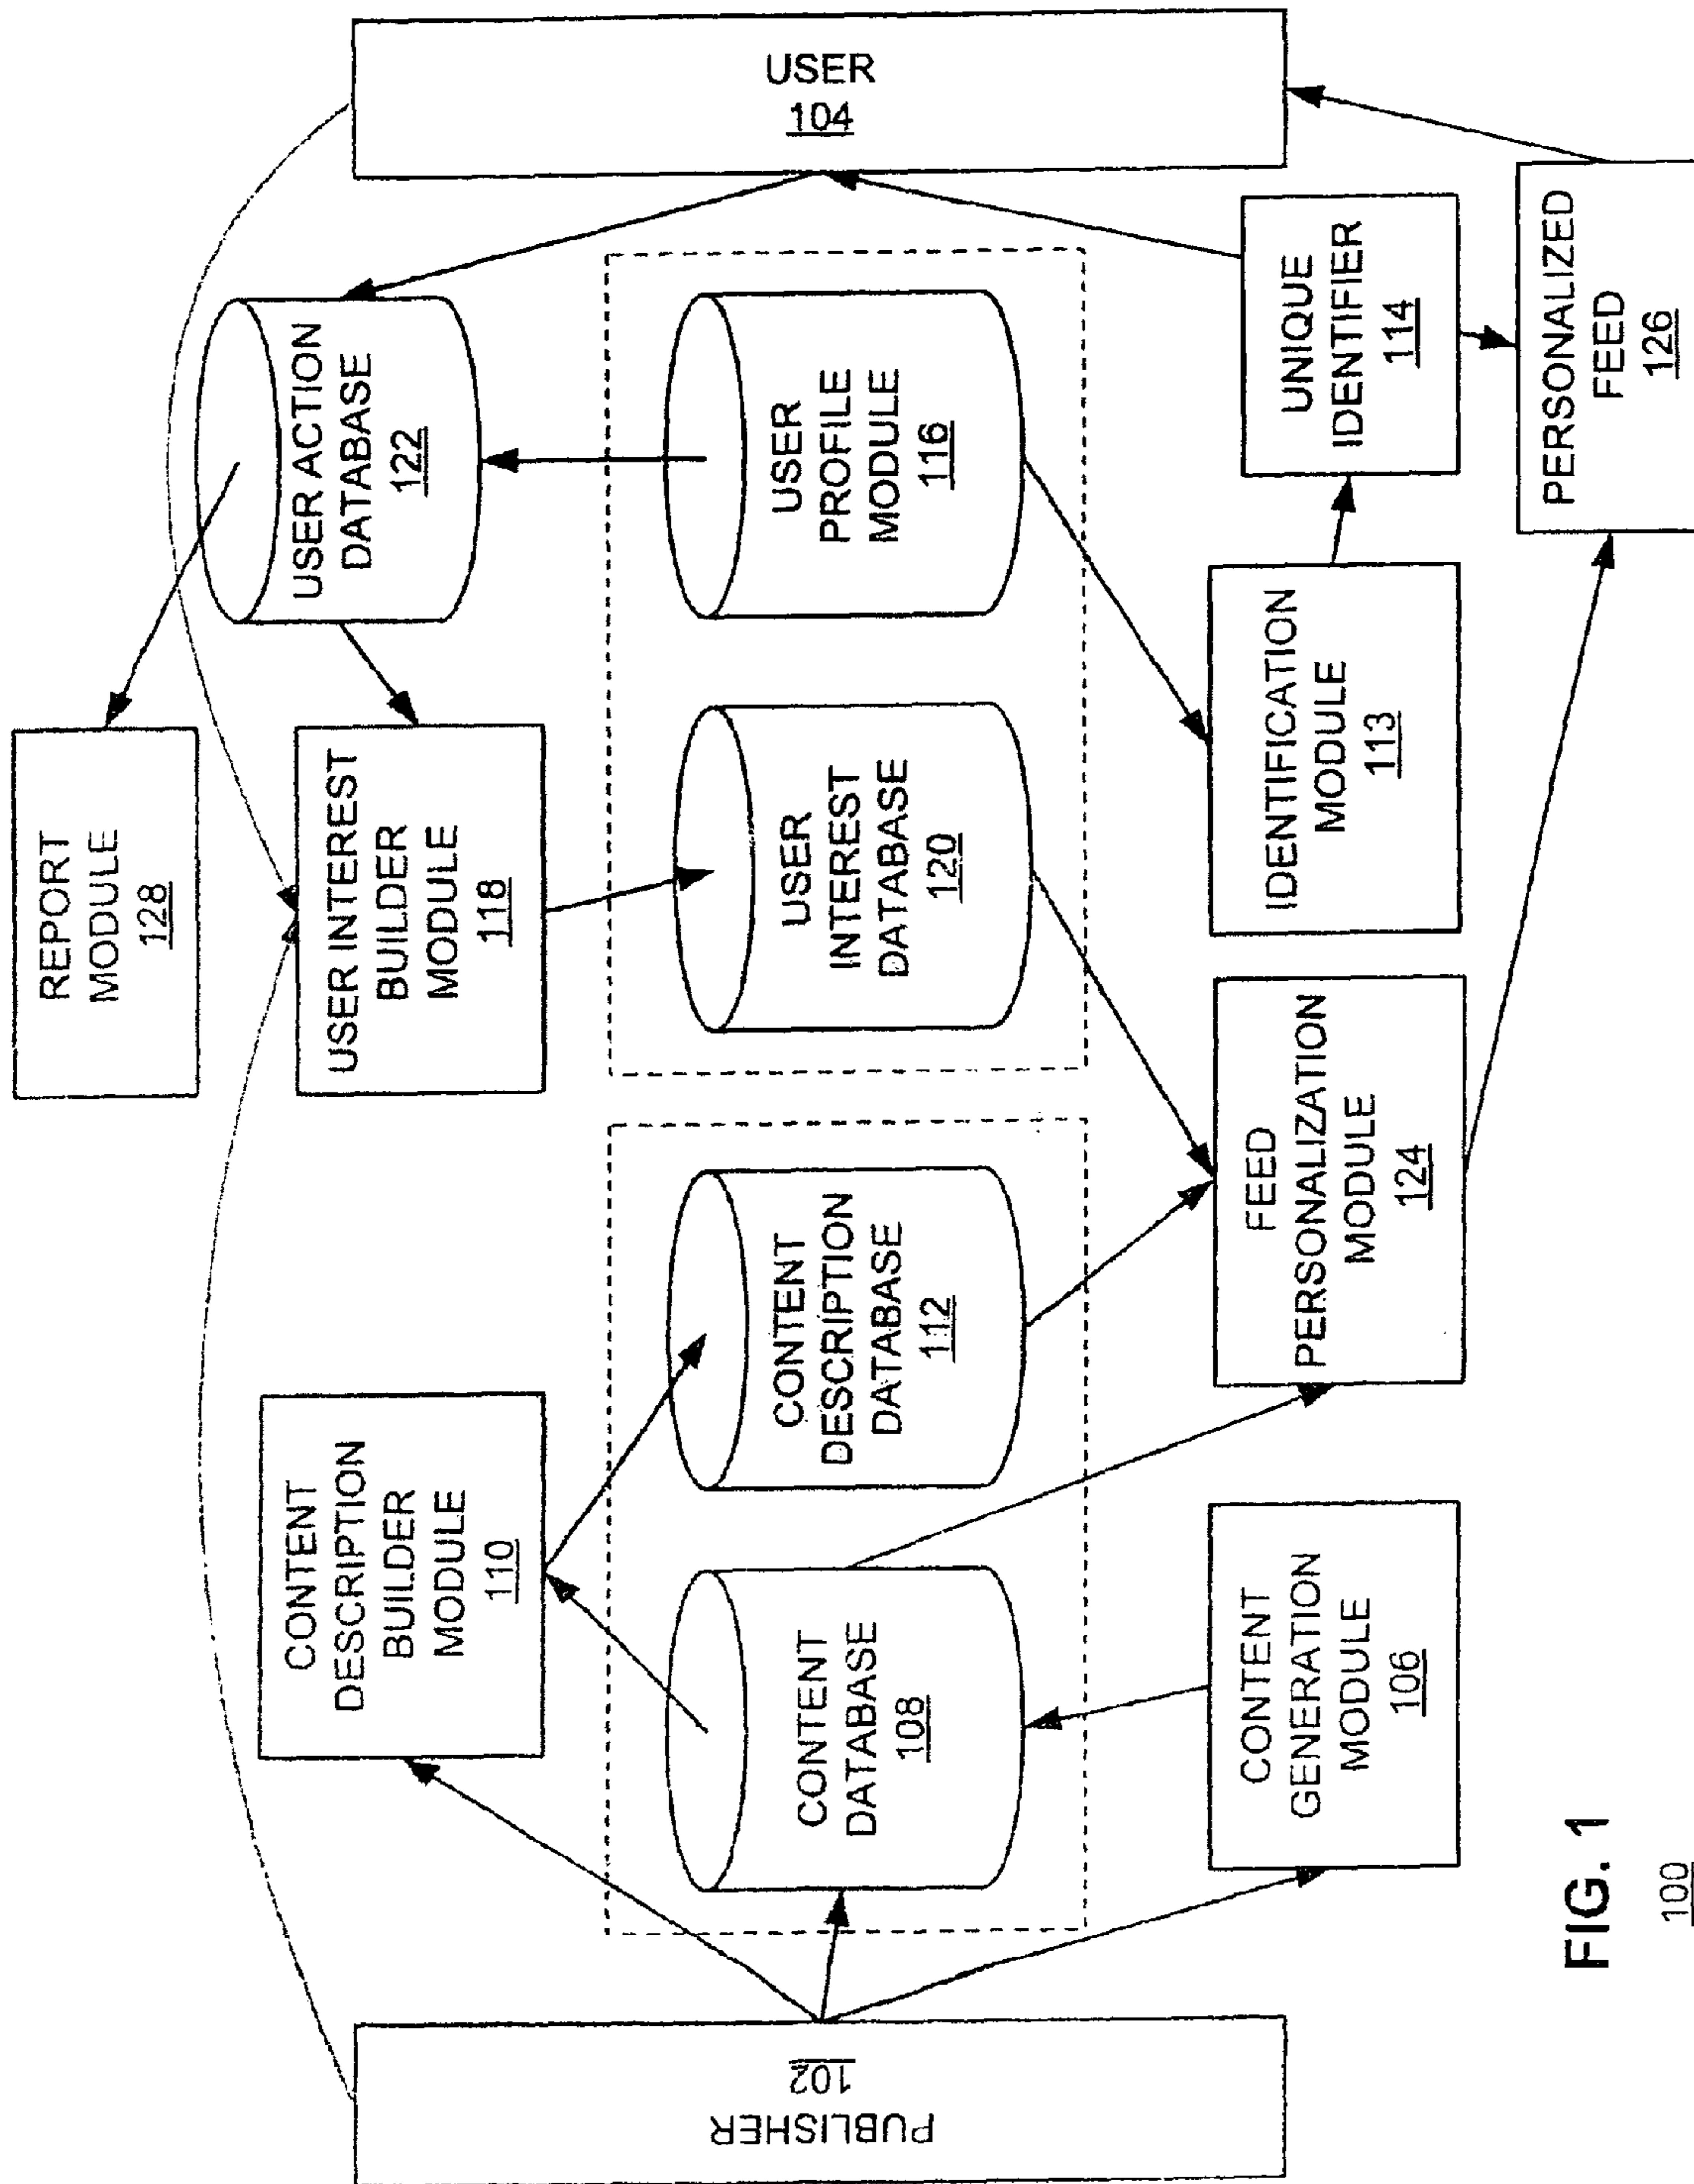 REPORT
MODULE
128
USER INTEREST
BUILDER
MODULE
118
USER ACTION
DATABASE
122
CONTENT
DESCRIPTION
BUILDER
MODULE
110
PUBLISHER
102
CONTENT
DATABASE
108
CONTENT
DESCRIPTION
DATABASE
112
USER
INTEREST
DATABASE
120
USER
PROFILE
MODULE
116
USER
104
CONTENT
GENERATION
MODULE
106
FEED
PERSONALIZATION
MODULE
124
IDENTIFICATION
MODULE
113
UNIQUE
IDENTIFIER
114
PERSONALIZED
FEED
126
FIG. 1
100